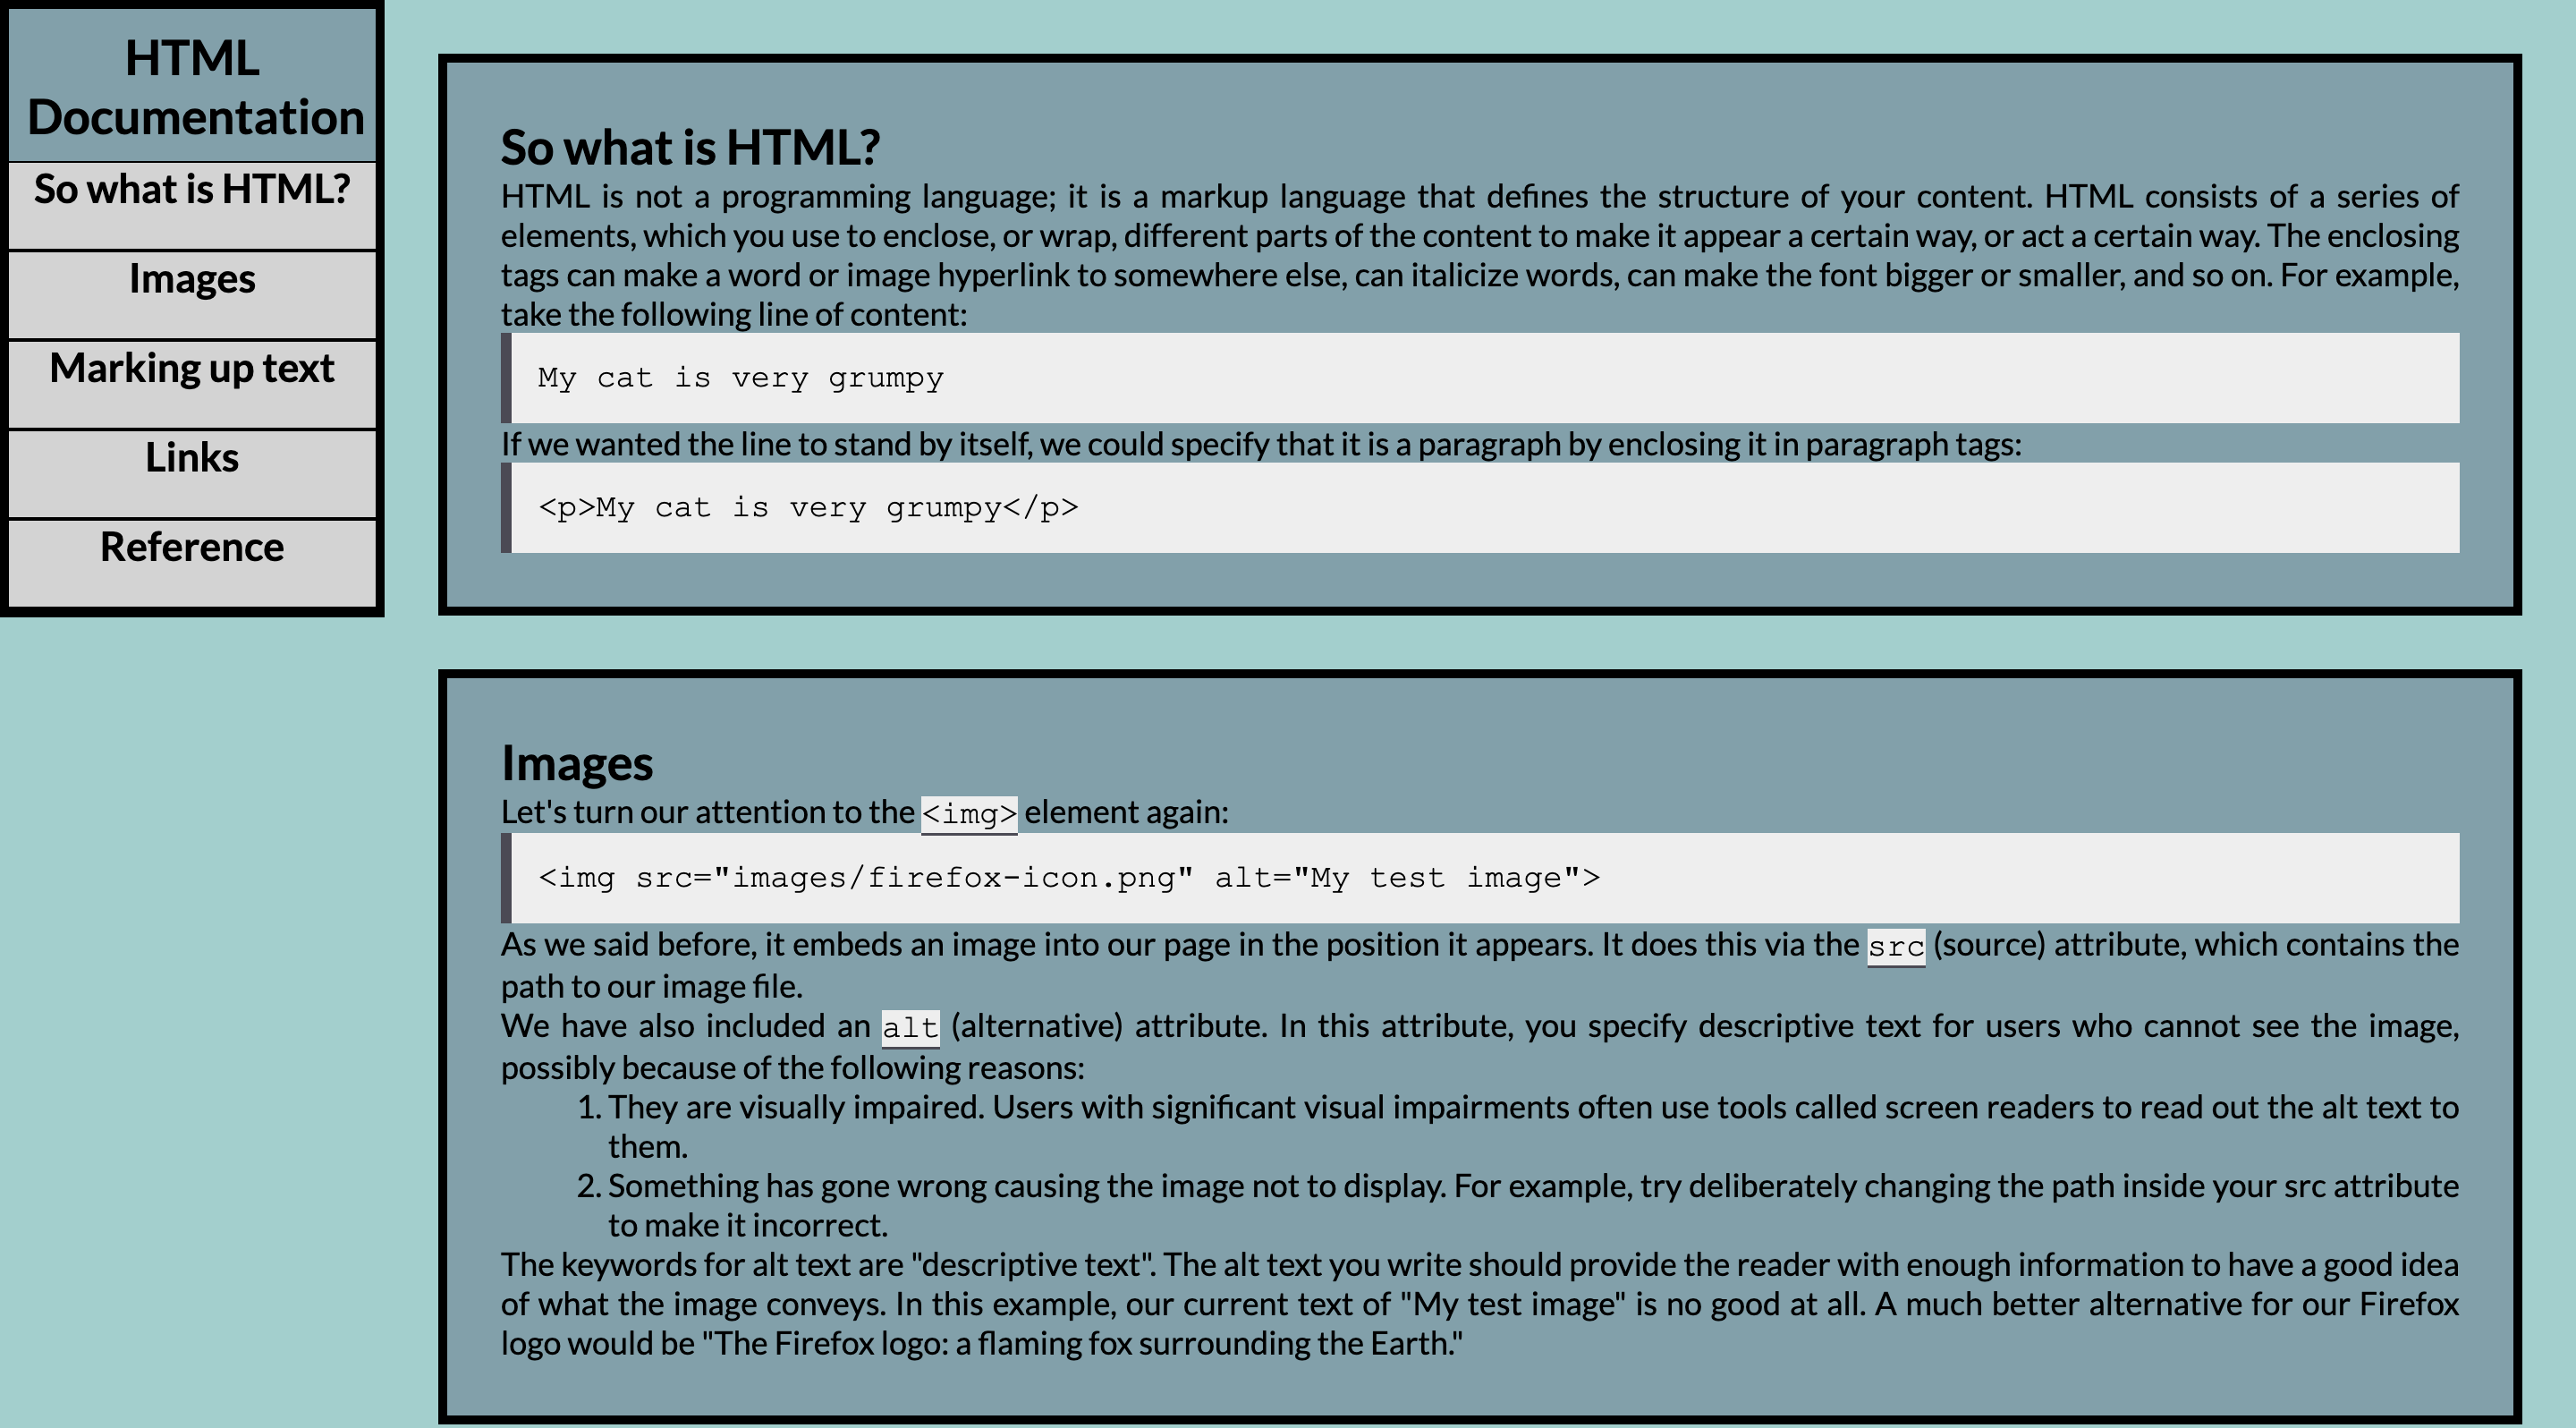 HTML
Documentation
So what is HTML?
Images
Marking up text
Links
Reference
So what is HTML?
HTML is not a programming language; it is a markup language that defines the structure of your content. HTML consists of a series of
elements, which you use to enclose, or wrap, different parts of the content to make it appear a certain way, or act a certain way. The enclosing
tags can make a word or image hyperlink to somewhere else, can italicize words, can make the font bigger or smaller, and so on. For example,
take the following line of content:
My cat is very grumpy
If we wanted the line to stand by itself, we could specify that it is a paragraph by enclosing it in paragraph tags:
<p>My cat is very grumpy</p>
Images
Let's turn our attention to the <img> element again:
<img src="images/firefox-icon.png" alt="My test image">
As we said before, it embeds an image into our page in the position it appears. It does this via the src (source) attribute, which contains the
path to our image file.
We have also included an alt (alternative) attribute. In this attribute, you specify descriptive text for users who cannot see the image,
possibly because of the following reasons:
1. They are visually impaired. Users with significant visual impairments often use tools called screen readers to read out the alt text to
them.
2. Something has gone wrong causing the image not to display. For example, try deliberately changing the path inside your src attribute
to make it incorrect.
The keywords for alt text are "descriptive text". The alt text you write should provide the reader with enough information to have a good idea
of what the image conveys. In this example, our current text of "My test image" is no good at all. A much better alternative for our Firefox
logo would be "The Firefox logo: a flaming fox surrounding the Earth."